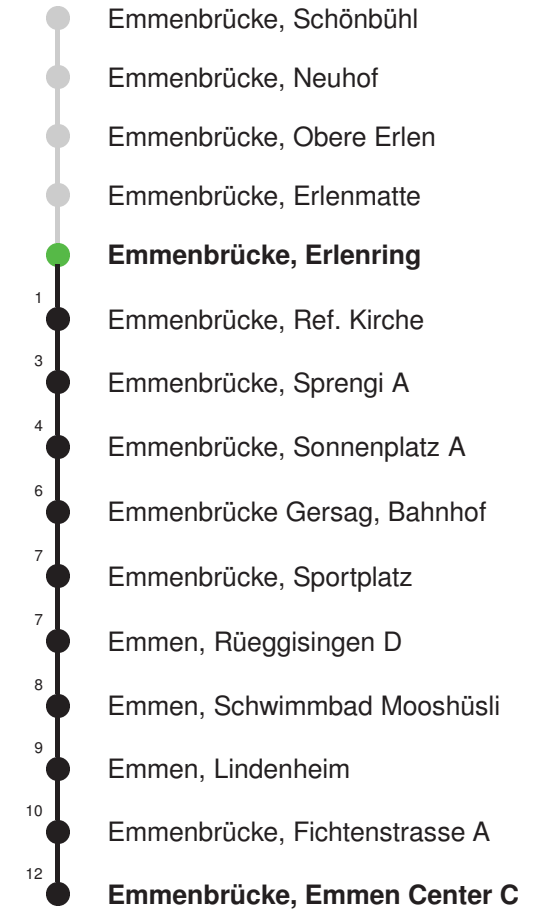 Emmenbrücke, Schönbühl
Emmenbrücke, Neuhof
Emmenbrücke, Obere Erlen
Emmenbrücke, Erlenmatte
Emmenbrücke, Erlenring
1 Emmenbrücke, Ref. Kirche
3 Emmenbrücke, Sprengi A
4 Emmenbrücke, Sonnenplatz A
6 Emmenbrücke Gersag, Bahnhof
7 Emmenbrücke, Sportplatz
7 Emmen, Rüeggisingen D
8 Emmen, Schwimmbad Mooshüsli
9 Emmen, Lindenheim
10 Emmenbrücke, Fichtenstrasse A
12 Emmenbrücke, Emmen Center C